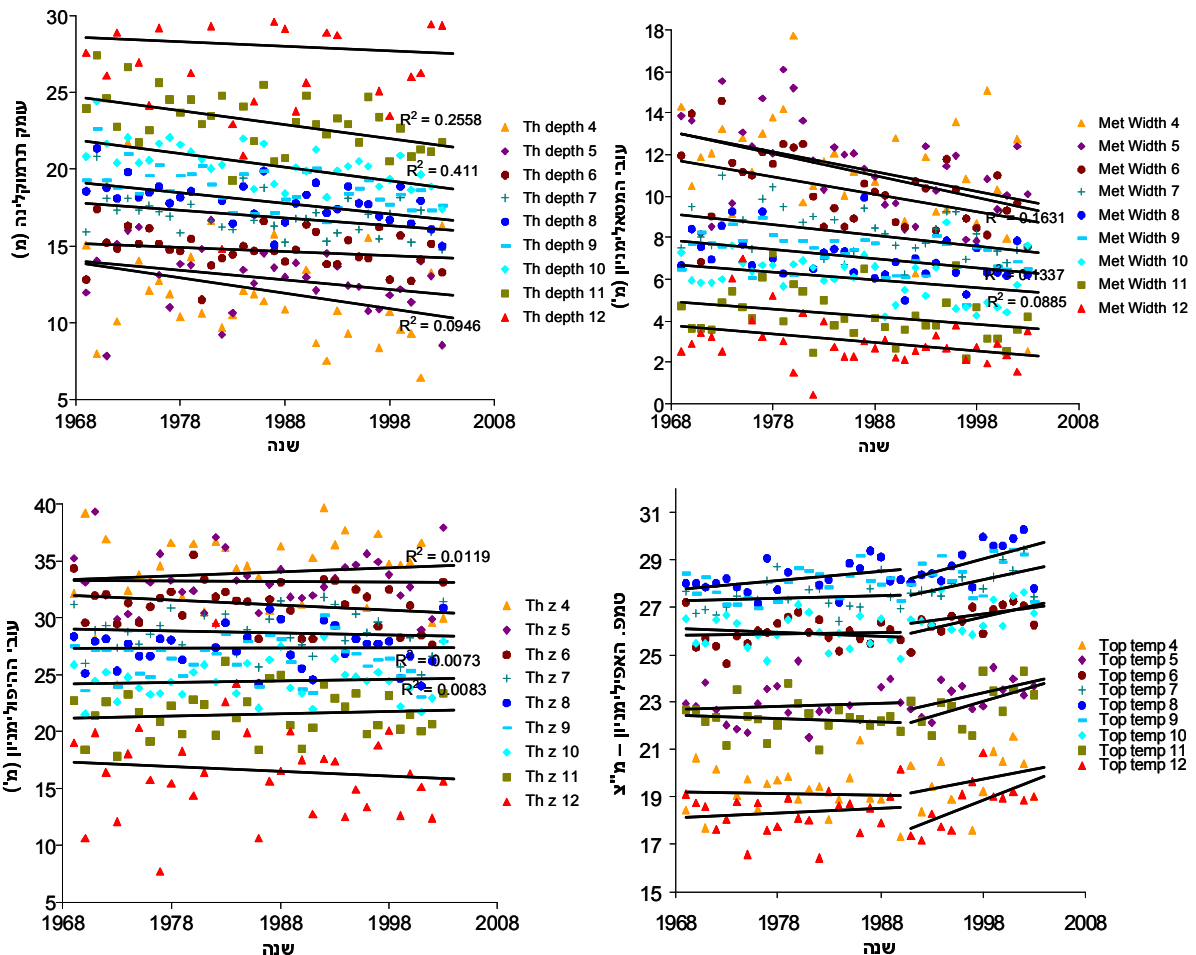 30
25
20
15
10
5
1968
1978
1988
1998
2008
עומק תרמוקלינה (מ)
שנה
R² = 0.2558
R² = 0.411
R² = 0.0946
Th depth 4
Th depth 5
Th depth 6
Th depth 7
Th depth 8
Th depth 9
Th depth 10
Th depth 11
Th depth 12
18
16
14
12
10
8
6
4
2
0
1968
1978
1988
1998
2008
עובי המטאלימניון (מ')
שנה
R² = 0.1631
R² = 0.1337
R² = 0.0885
Met Width 4
Met Width 5
Met Width 6
Met Width 7
Met Width 8
Met Width 9
Met Width 10
Met Width 11
Met Width 12
40
35
30
25
20
15
10
5
1968
1978
1988
1998
2008
עובי ההיפולימניון (מ')
שנה
R² = 0.0119
R² = 0.0073
R² = 0.0083
Th z 4
Th z 5
Th z 6
Th z 7
Th z 8
Th z 9
Th z 10
Th z 11
Th z 12
31
29
27
25
23
21
19
17
15
1968
1978
1988
1998
2008
טמפ. האפילימניון – מ"צ
שנה
Top temp 4
Top temp 5
Top temp 6
Top temp 7
Top temp 8
Top temp 9
Top temp 10
Top temp 11
Top temp 12